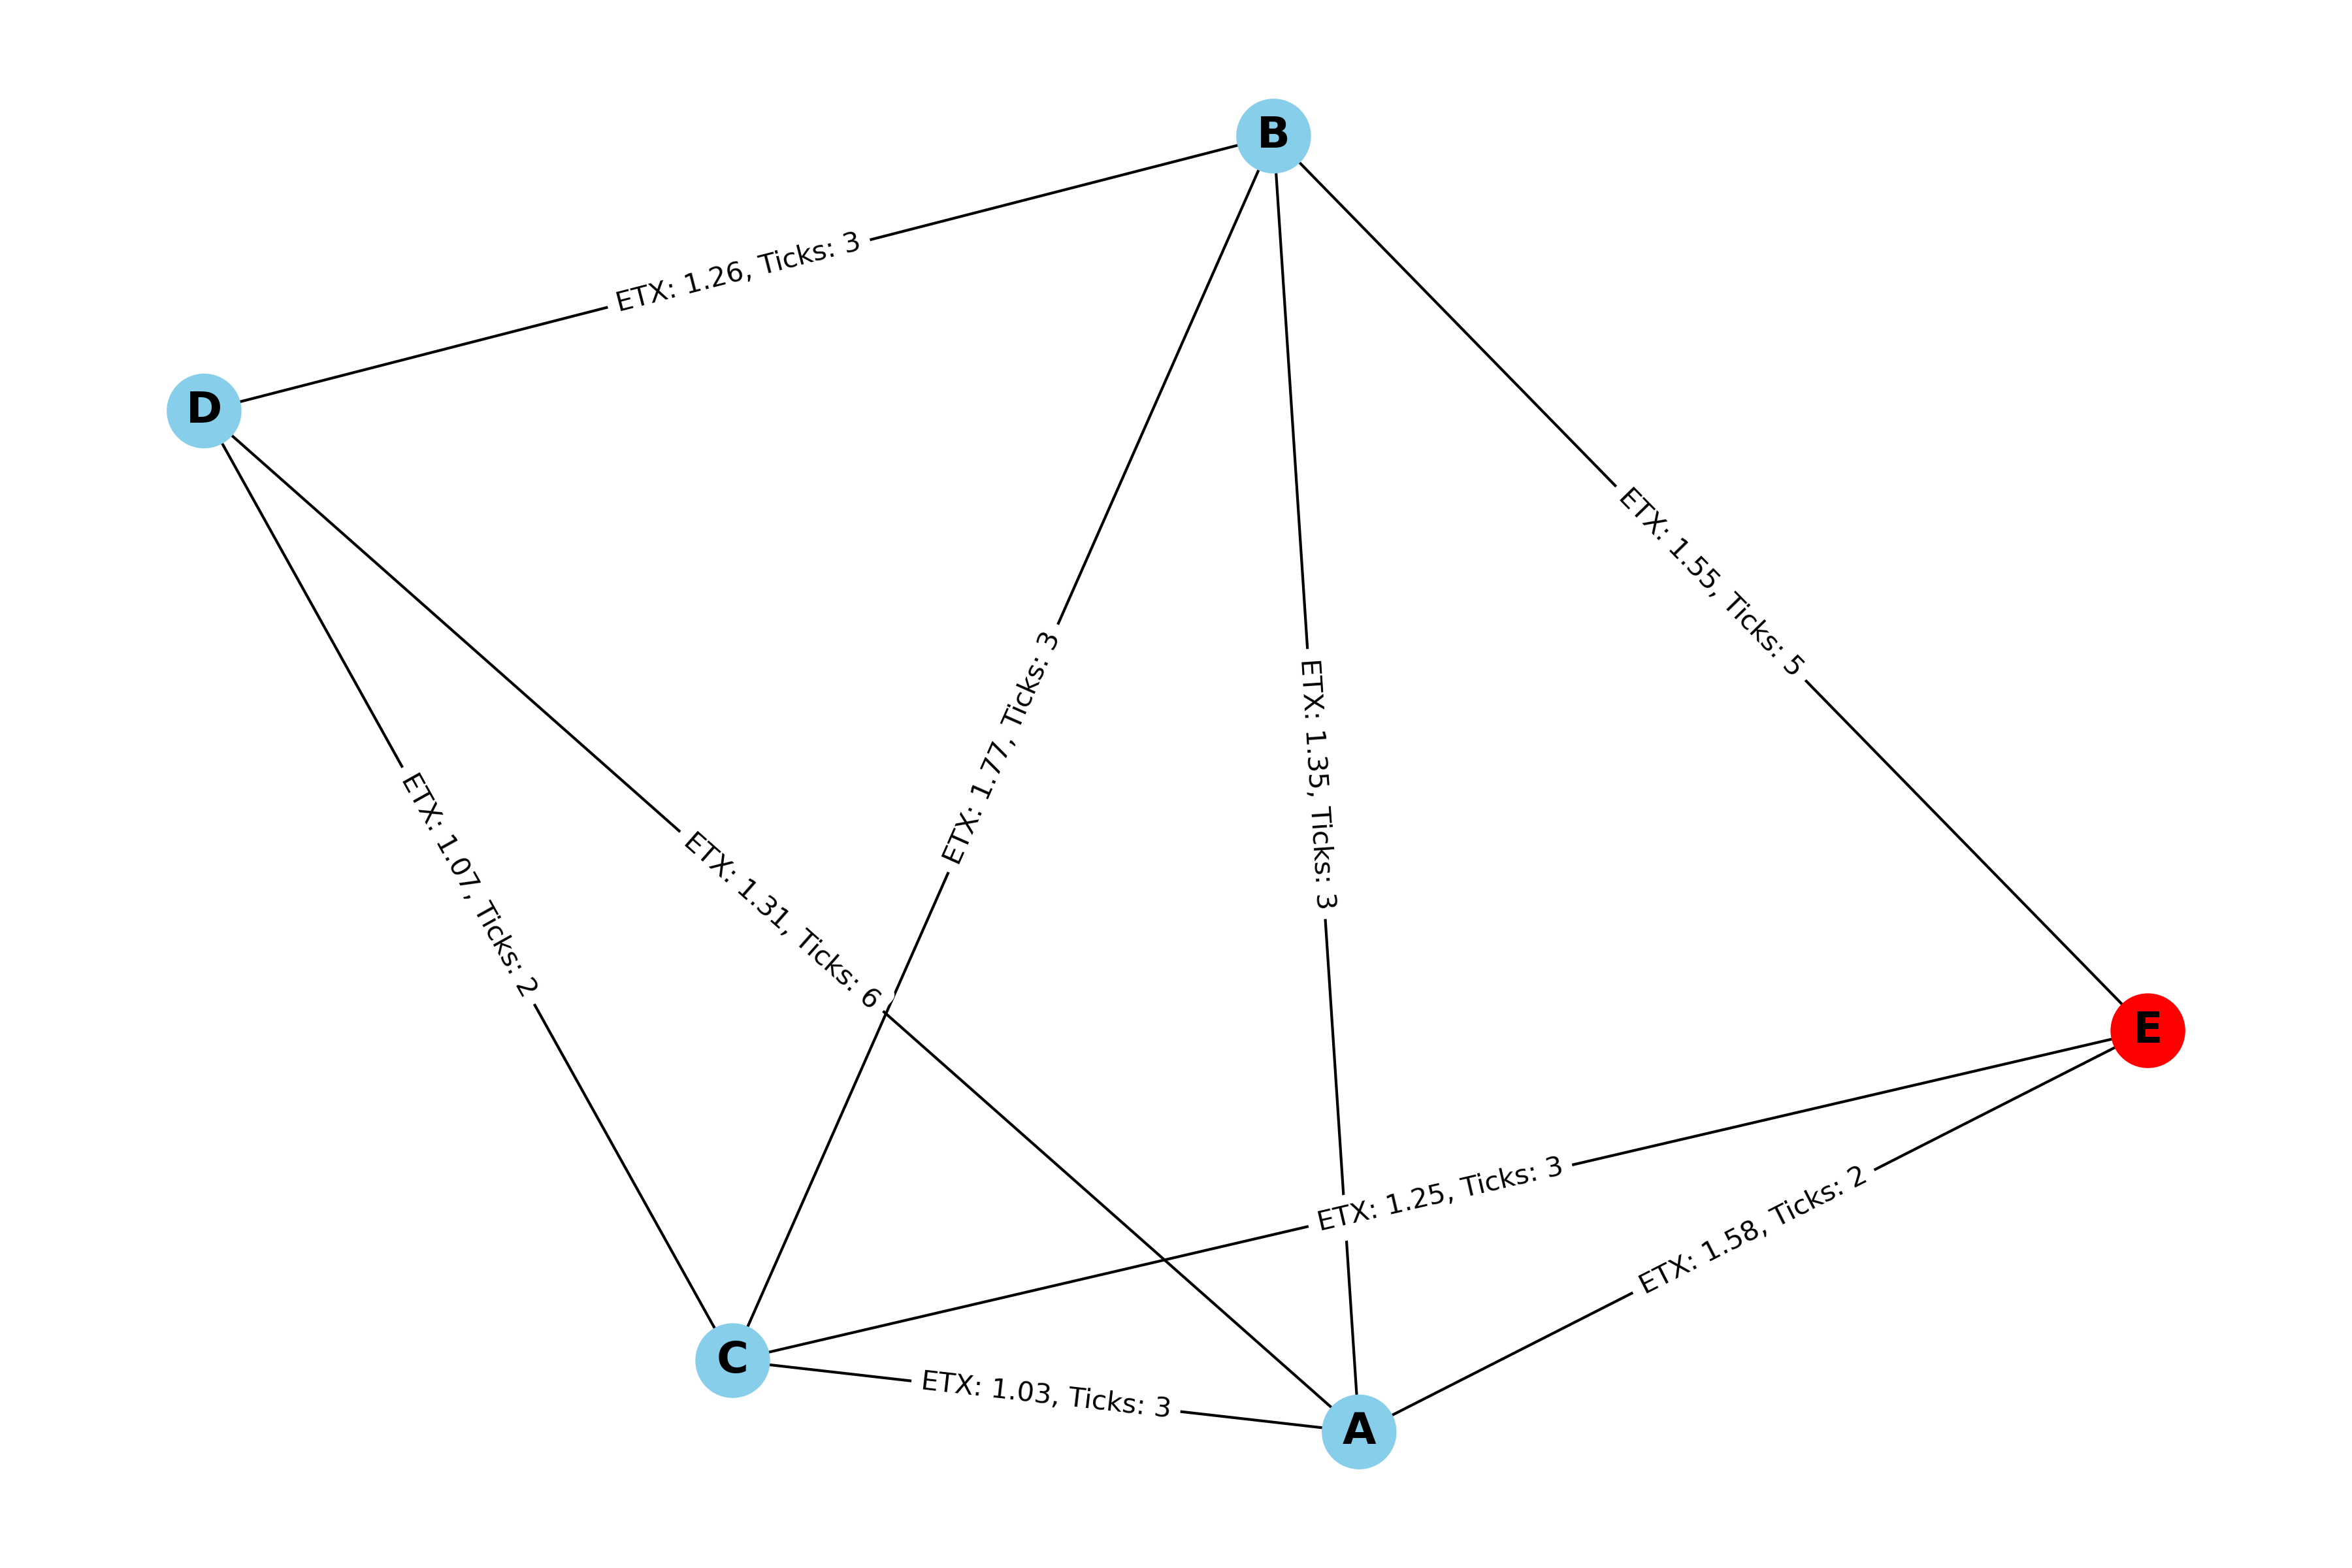 B
ETX: 1.26, Ticks: 3
D
ETX: 1.55, Ticks: 5
ETX: 1.77, Ticks: 3
ETX: 1.35, Ticks: 3
ETX: 1.07, Ticks: 2
ETX: 1.31, Ticks: 6
E
ETX: 1.25, Ticks: 3
ETX: 1.58, Ticks: 2
C
ETX: 1.03, Ticks: 3
A